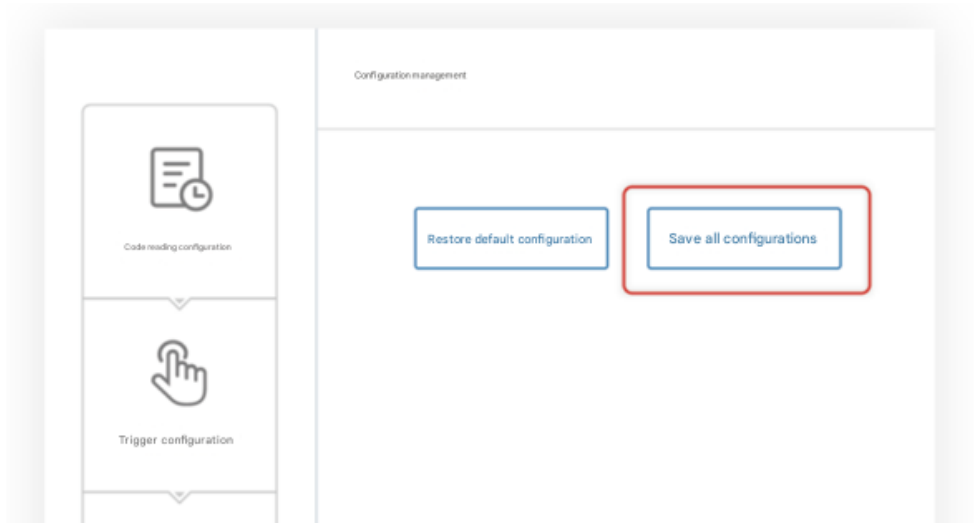 Configuration management
Code reading configuration
Restore default configuration
Save all configurations
Trigger configuration